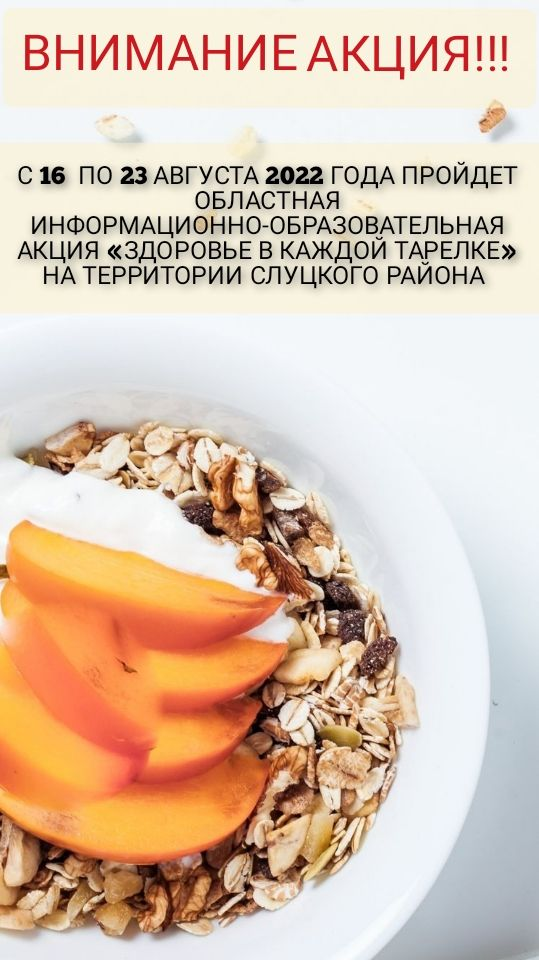 ВНИМАНИЕ АКЦИЯ!!!
С 16 ПО 23 АВГУСТА 2022 ГОДА ПРОЙДЕТ
ОБЛАСТНАЯ
ИНФОРМАЦИОННО-ОБРАЗОВАТЕЛЬНАЯ
АКЦИЯ «ЗДОРОВЬЕ В КАЖДОЙ ТАРЕЛКЕ»
НА ТЕРРИТОРИИ СЛУЦКОГО РАЙОНА